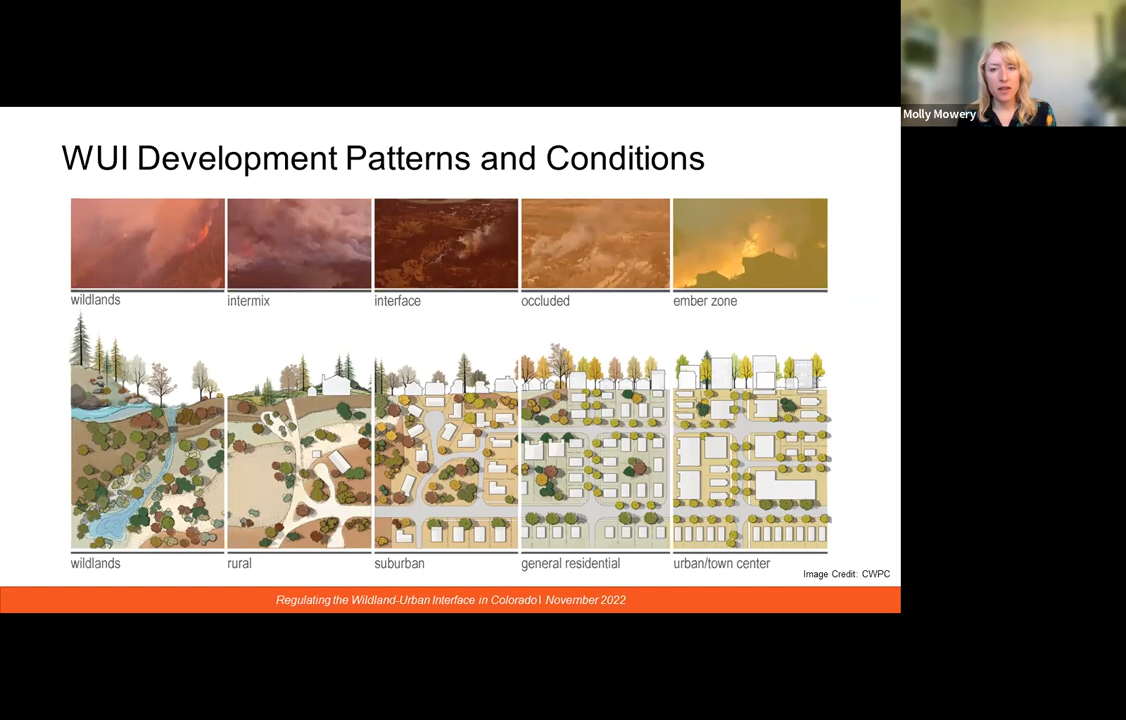 Molly Mowery
WUI Development Patterns and Conditions
wildlands intermix interface occluded ember zone
wildlands rural suburban general residential urban/town center
Image Credit: CWPC
Regulating the Wildland-Urban Interface in Colorado| November 2022